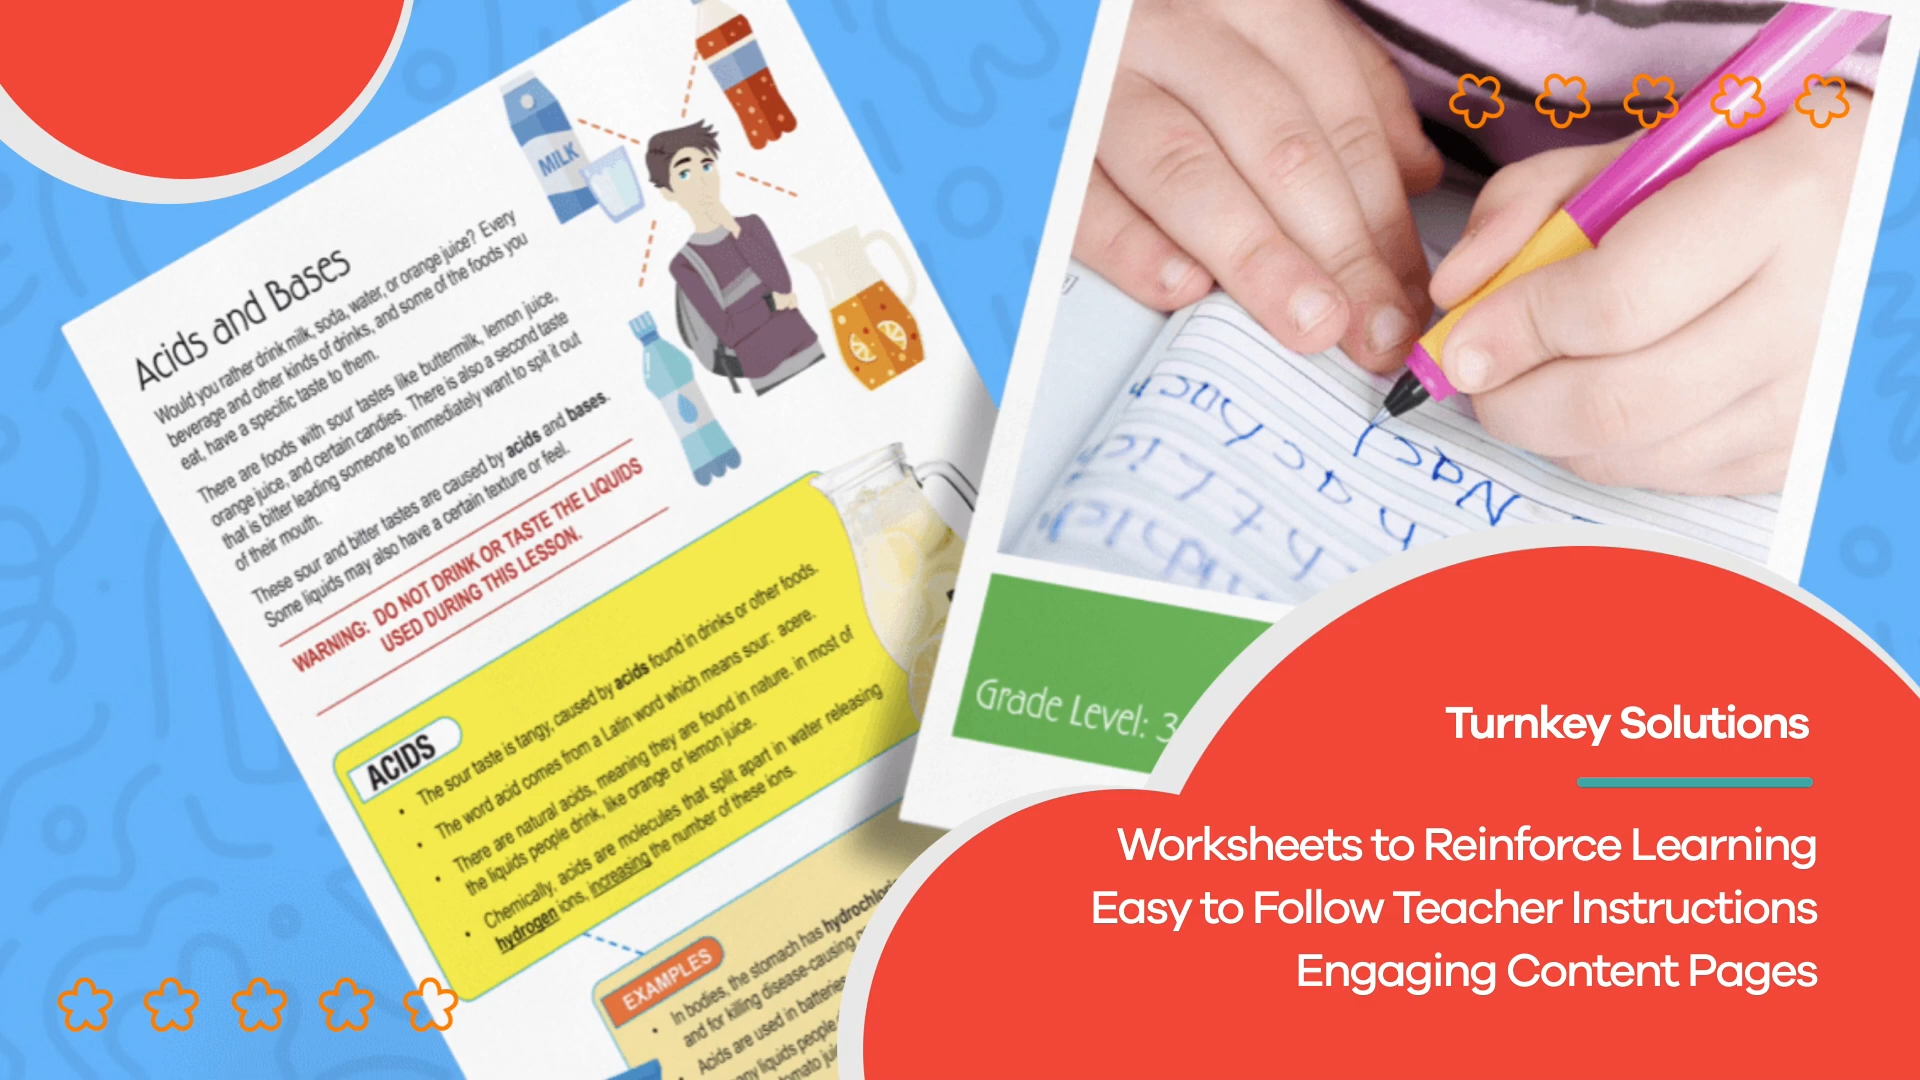 MILK
Acids and Bases
Would you rather drink milk, soda, water, or orange juice? Every
beverage and other kinds of drinks, and some of the foods you
eat, have a specific taste to them.
There are foods with sour tastes like buttermilk, lemon juice,
orange juice, and certain candies. There is also a second taste
that is bitter leading someone to immediately want to spit it out
of their mouth.
These sour and bitter tastes are caused by acids and bases.
Some liquids may also have a certain texture or feel.
WARNING: DO NOT DRINK OR TASTE THE LIQUIDS
USED DURING THIS LESSON.
ACIDS
• The sour taste is tangy, caused by acids found in drinks or other foods.
• The word acid comes from a Latin word which means sour: acere.
• There are natural acids, meaning they are found in nature. in most of
the liquids people drink, like orange or lemon juice.
• Chemically, acids are molecules that split apart in water releasing
hydrogen ions, increasing the number of these ions.
EXAMPLES
• In bodies, the stomach has
and for killing disease-causing
• Acids are used in batteries
liquids people
Grade Level: 3
Turnkey Solutions
Worksheets to Reinforce Learning
Easy to Follow Teacher Instructions
Engaging Content Pages